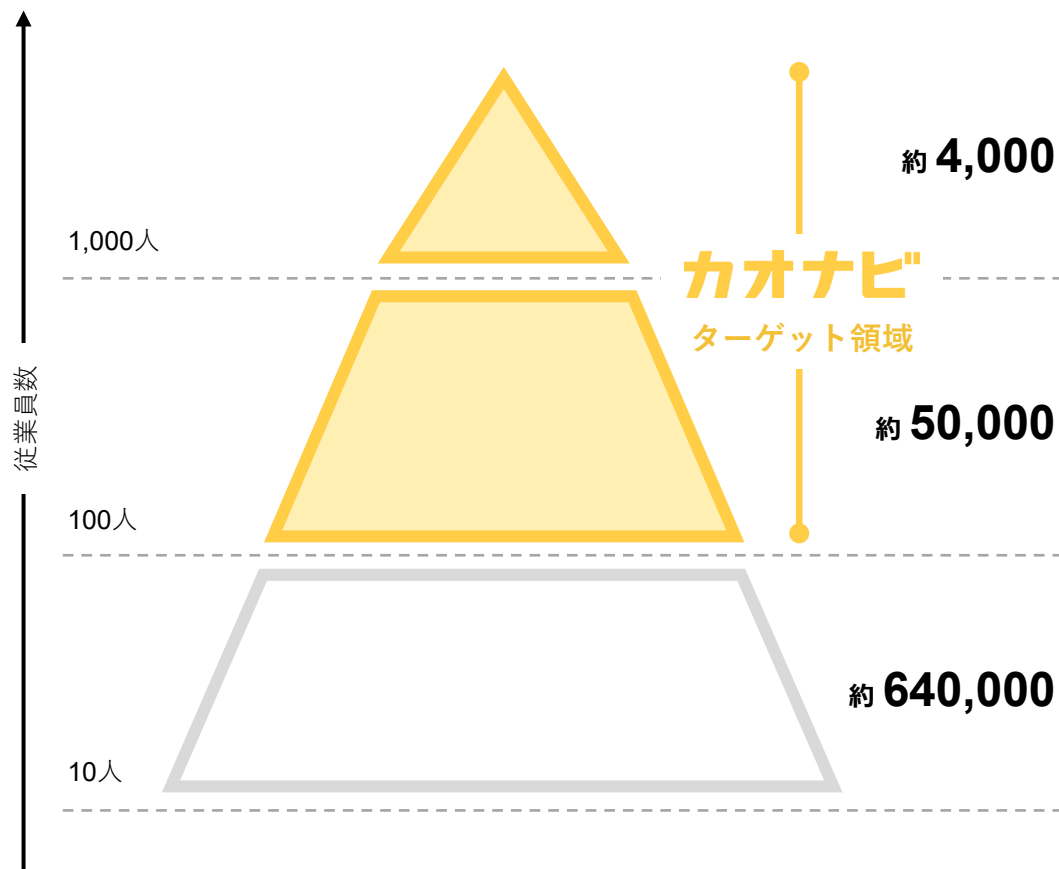 約 4,000
1,000人
カオナビ
ターゲット領域
従業員数
約 50,000
100人
約 640,000
10人